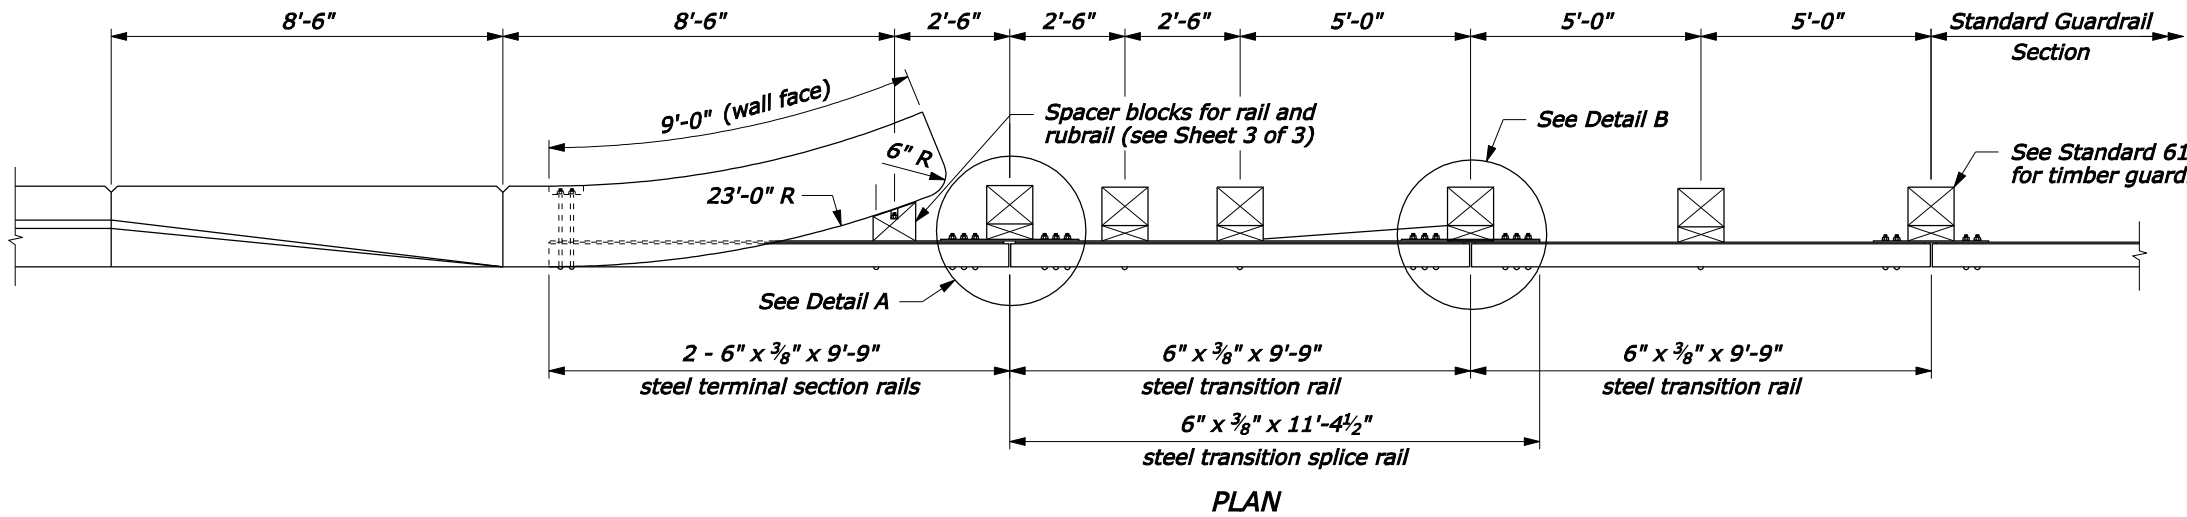 8'-6" 8'-6" 2'-6" 2'-6" 2'-6" 5'-0" 5'-0" 5'-0" Standard Guardrail
Section
9'-0" (wall face)
Spacer blocks for rail and
rubrail (see Sheet 3 of 3)
See Detail B
6" R
See Standard 61
for timber guard
23'-0" R
See Detail A
2 - 6" x 3/8" x 9'-9"
steel terminal section rails
6" x 3/8" x 9'-9"
steel transition rail
6" x 3/8" x 9'-9"
steel transition rail
6" x 3/8" x 11'-4 1/2"
steel transition splice rail
PLAN